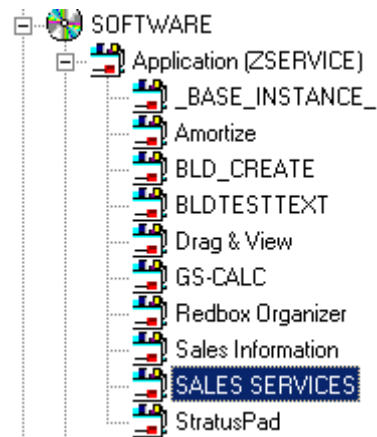 SOFTWARE
Application (ZSERVICE)
_BASE_INSTANCE_
Amortize
BLD_CREATE
BLDTESTTEXT
Drag & View
GS-CALC
Redbox Organizer
Sales Information
SALES SERVICES
StratusPad